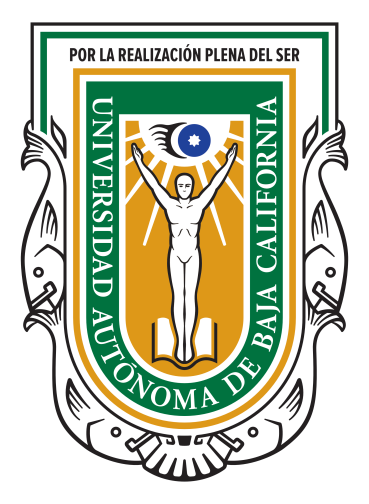 POR LA REALIZACIÓN PLENA DEL SER
UNIVERSIDAD AUTÓNOMA DE BAJA CALIFORNIA